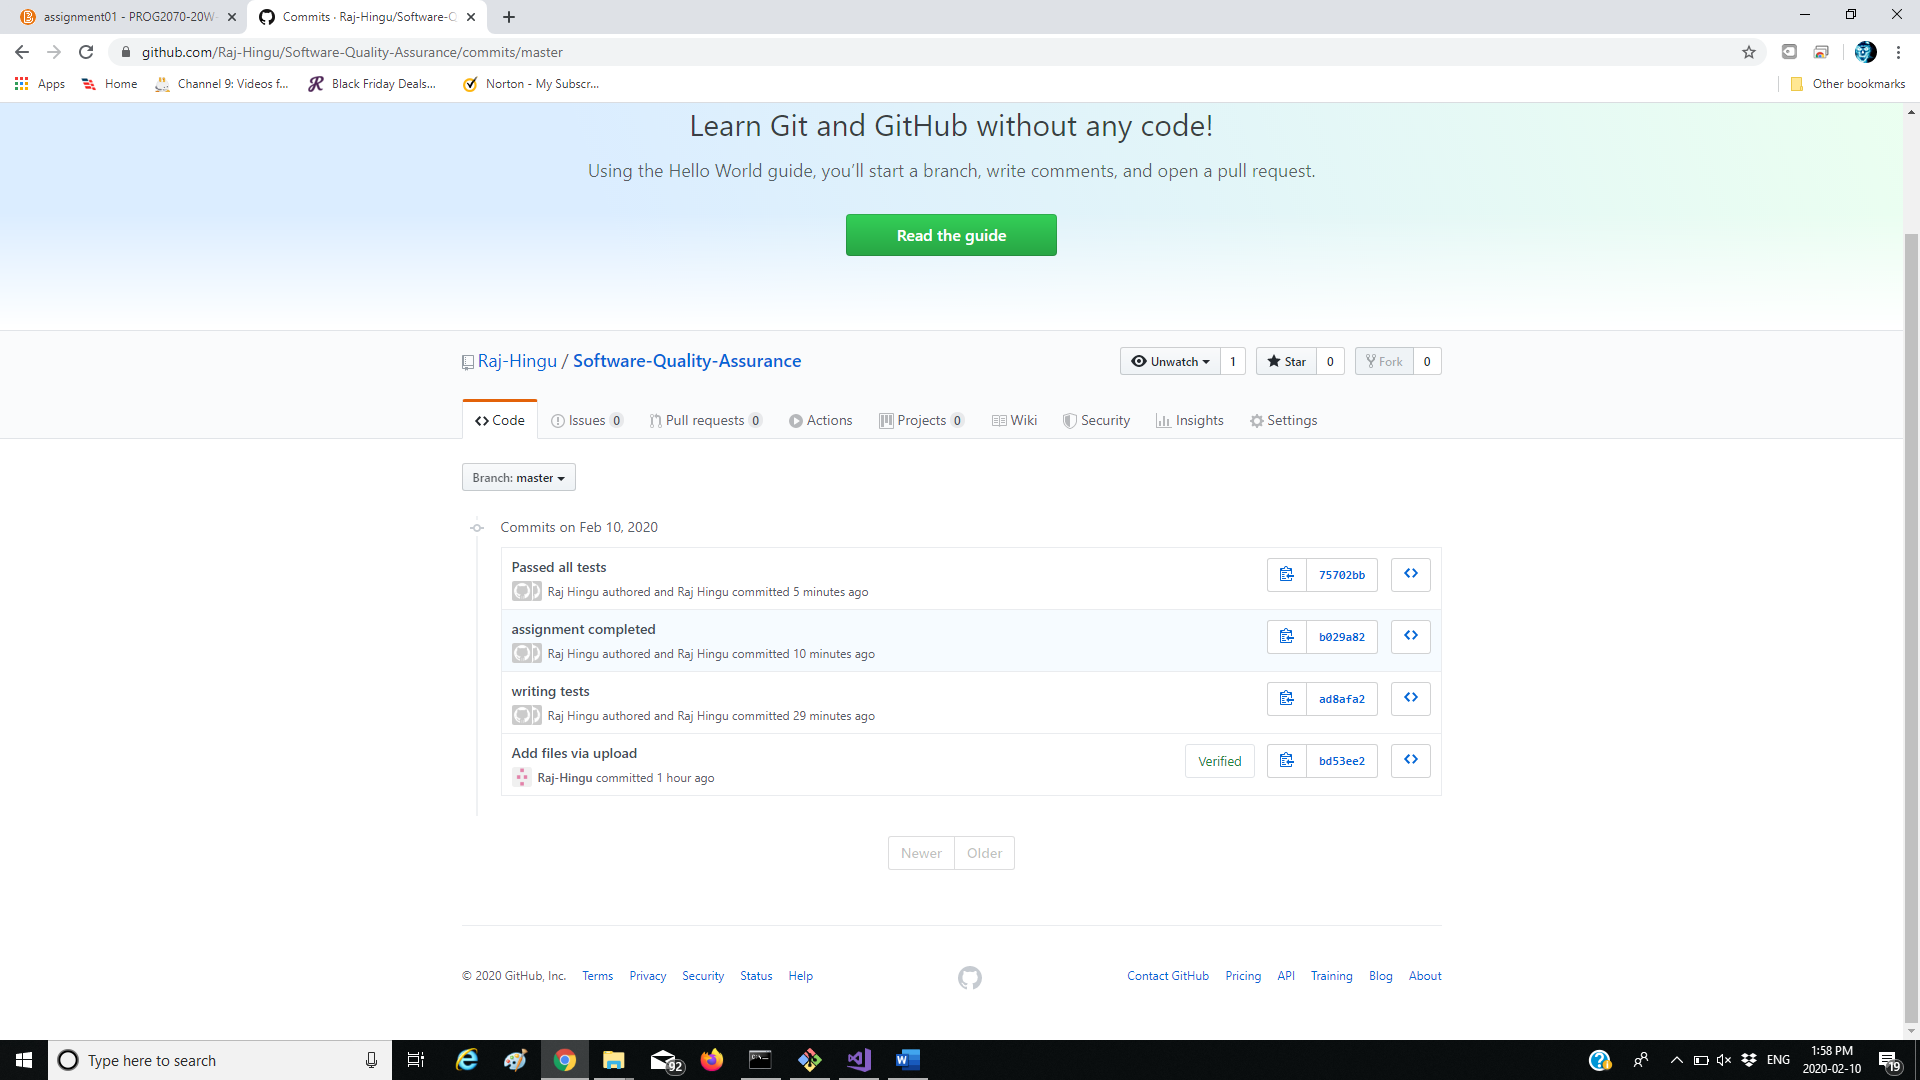 assignment01 - PROG2070-20W
Commits · Raj-Hingu/Software-Q
github.com/Raj-Hingu/Software-Quality-Assurance/commits/master
Apps
Home
Channel 9: Videos f...
Black Friday Deals...
Norton - My Subscr...
Other bookmarks
Learn Git and GitHub without any code!
Using the Hello World guide, you’ll start a branch, write comments, and open a pull request.
Read the guide
Raj-Hingu / Software-Quality-Assurance
Unwatch 1
Star 0
Fork 0
Code
Issues 0
Pull requests 0
Actions
Projects 0
Wiki
Security
Insights
Settings
Branch: master
Commits on Feb 10, 2020
Passed all tests
Raj Hingu authored and Raj Hingu committed 5 minutes ago
75702bb
assignment completed
Raj Hingu authored and Raj Hingu committed 10 minutes ago
b029a82
writing tests
Raj Hingu authored and Raj Hingu committed 29 minutes ago
ad8afa2
Add files via upload
Raj-Hingu committed 1 hour ago
Verified
bd53ee2
Newer
Older
© 2020 GitHub, Inc.
Terms
Privacy
Security
Status
Help
Contact GitHub
Pricing
API
Training
Blog
About
Type here to search
92
ENG
1:58 PM
2020-02-10
19